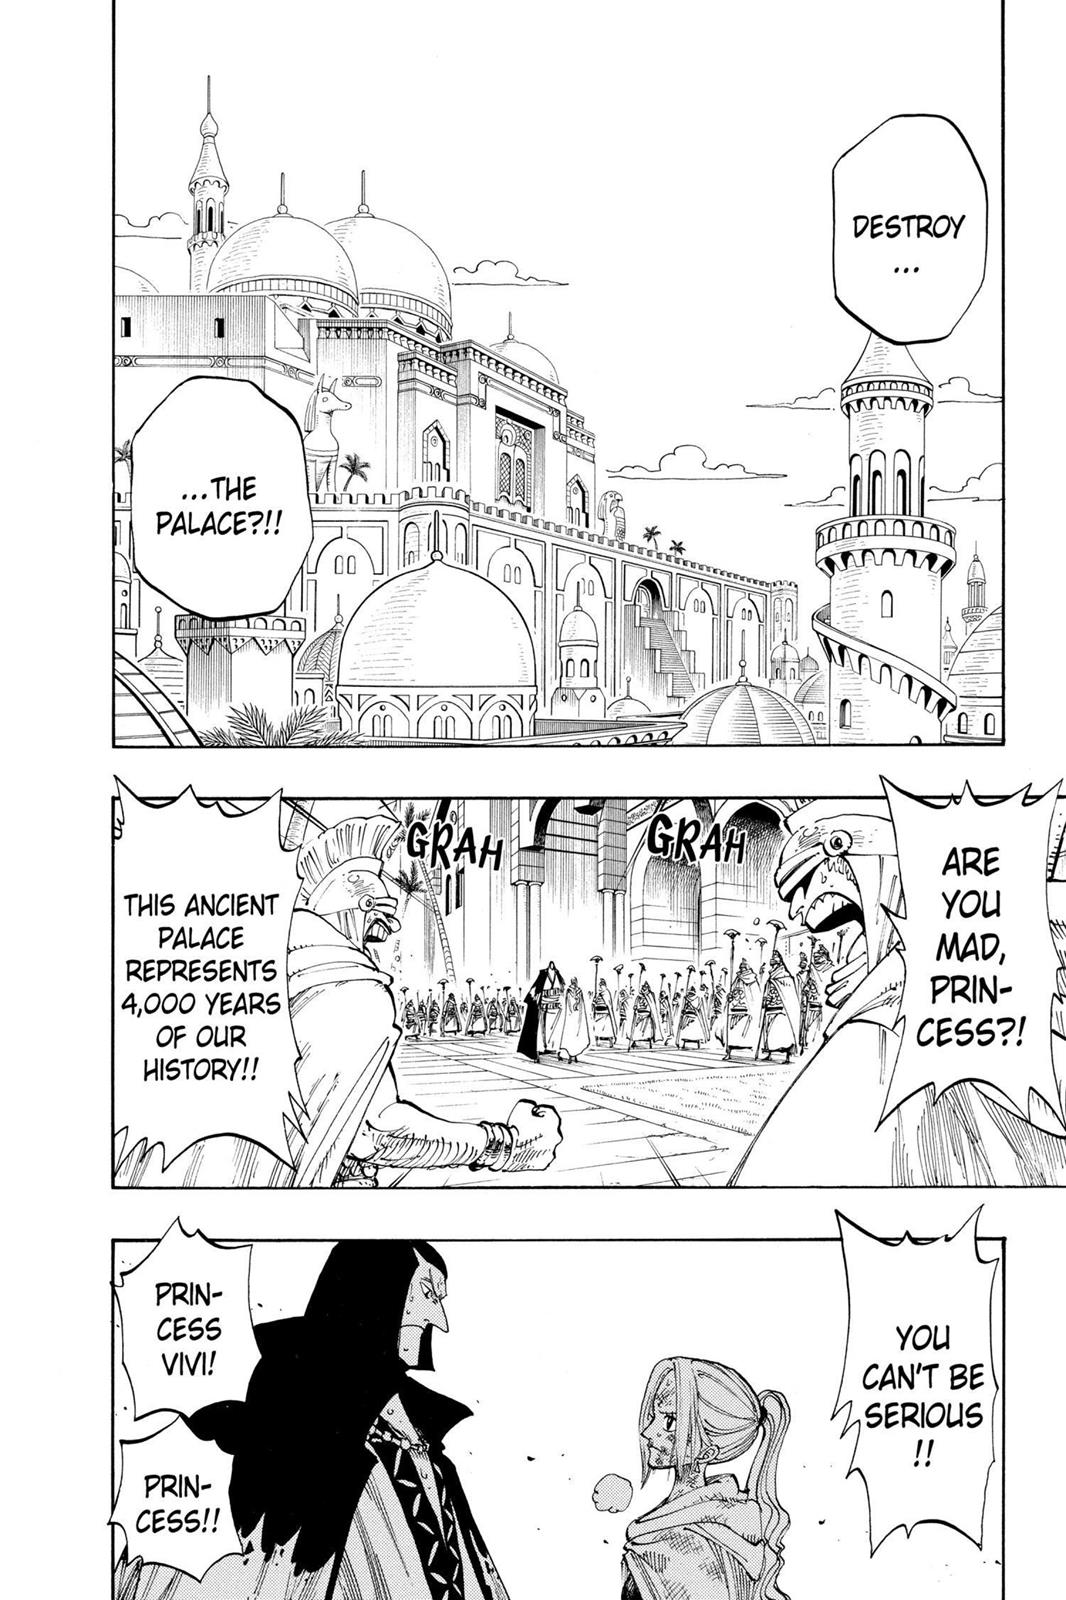 DESTROY
...
...THE
PALACE?!!
ARE
YOU
MAD,
PRIN-
CESS?!
GRAH
GRAH
THIS ANCIENT
PALACE
REPRESENTS
4,000 YEARS
OF OUR
HISTORY!!
YOU
CAN'T BE
SERIOUS
!!
PRIN-
CESS
VIVI!
PRIN-
CESS!!